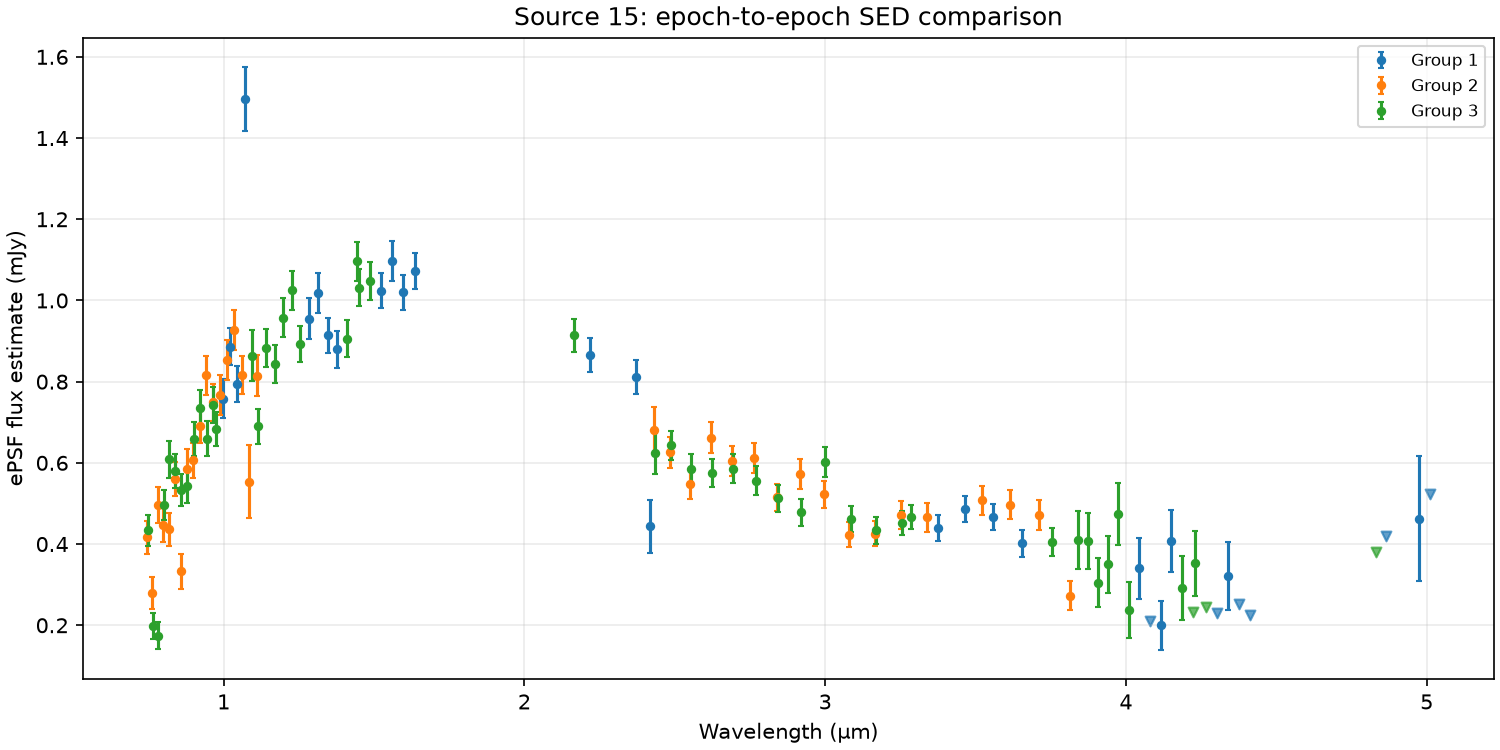 Source 15: epoch-to-epoch SED comparison
ePSF flux estimate (mJy)
1.6
1.4
1.2
1.0
0.8
0.6
0.4
0.2
Group 1
Group 2
Group 3
1 2 3 4 5
Wavelength (μm)